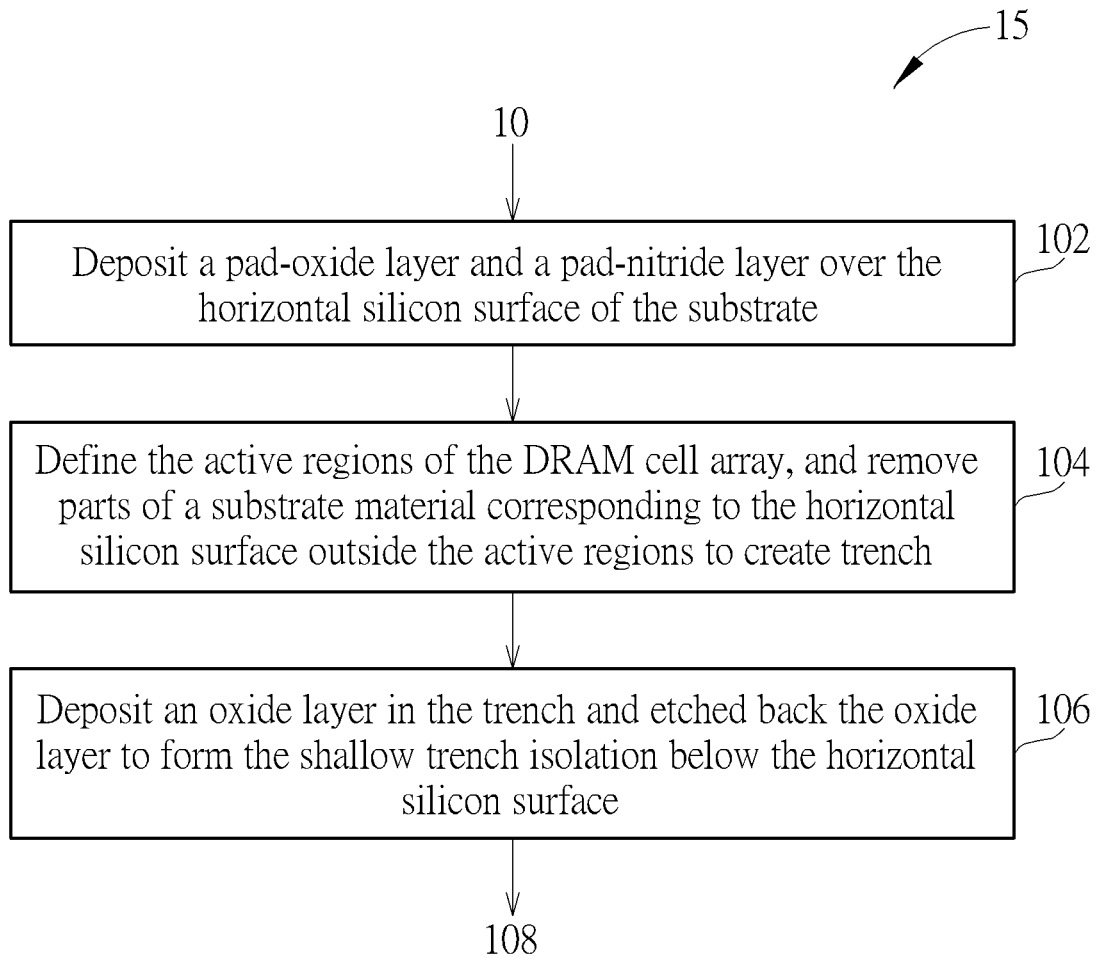 15
10
102
Deposit a pad-oxide layer and a pad-nitride layer over the
horizontal silicon surface of the substrate
104
Define the active regions of the DRAM cell array, and remove
parts of a substrate material corresponding to the horizontal
silicon surface outside the active regions to create trench
106
Deposit an oxide layer in the trench and etched back the oxide
layer to form the shallow trench isolation below the horizontal
silicon surface
108